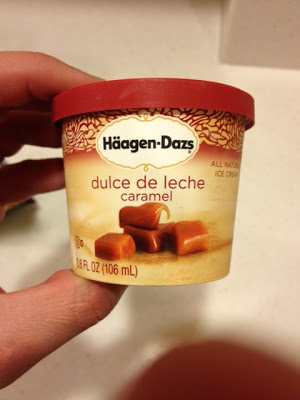 Häagen-Dazs
ALL NATURAL
ICE CREAM
dulce de leche
caramel
3.6 FL OZ (106 mL)